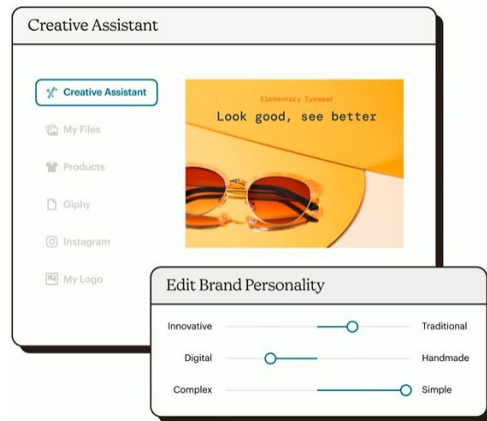 Creative Assistant
Creative Assistant
My Files
Products
Giphy
Instagram
My Logo
Elementary Eyewear
Look good, see better
Edit Brand Personality
Innovative Traditional
Digital Handmade
Complex Simple